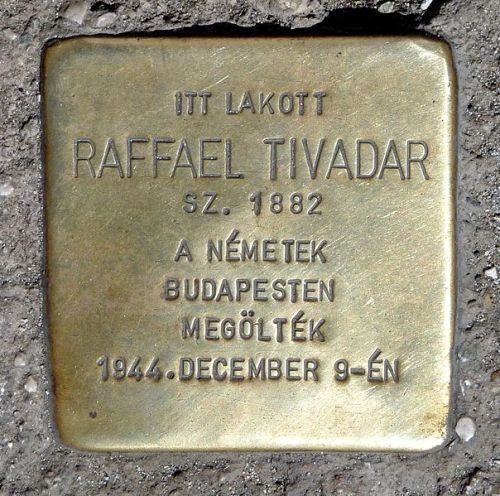 ITT LAKOTT
RAFFAEL TIVADAR
SZ. 1882
A NÉMETEK
BUDAPESTEN
MEGÖLTÉK
1944.DECEMBER 9-ÉN